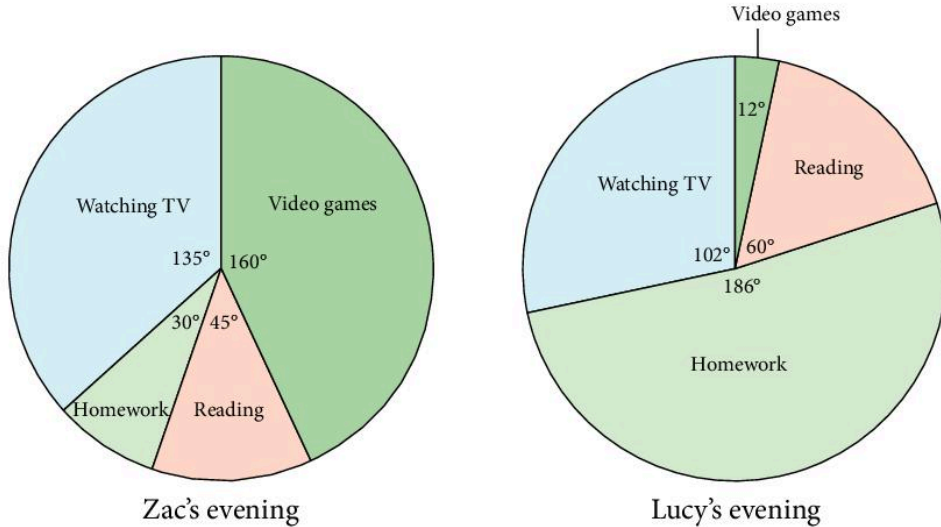 Video games
Watching TV
Video games
135°
160°
30°
45°
Homework
Reading
Zac's evening
12°
Reading
Watching TV
102°
60°
186°
Homework
Lucy's evening